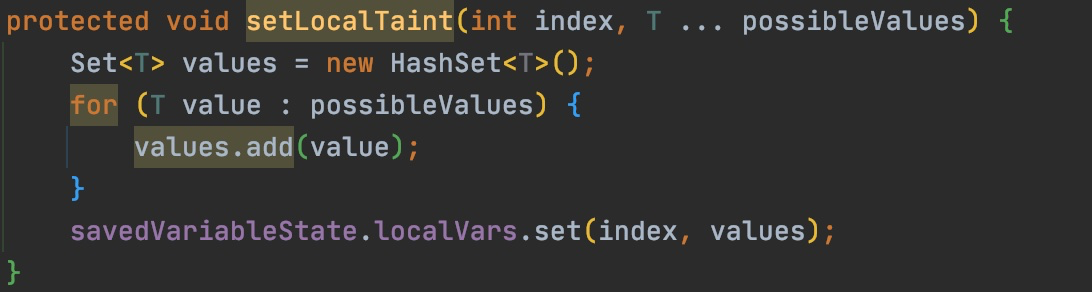 protected void setLocalTaint(int index, T ... possibleValues) {
    Set<T> values = new HashSet<T>();
    for (T value : possibleValues) {
        values.add(value);
    }
    savedVariableState.localVars.set(index, values);
}